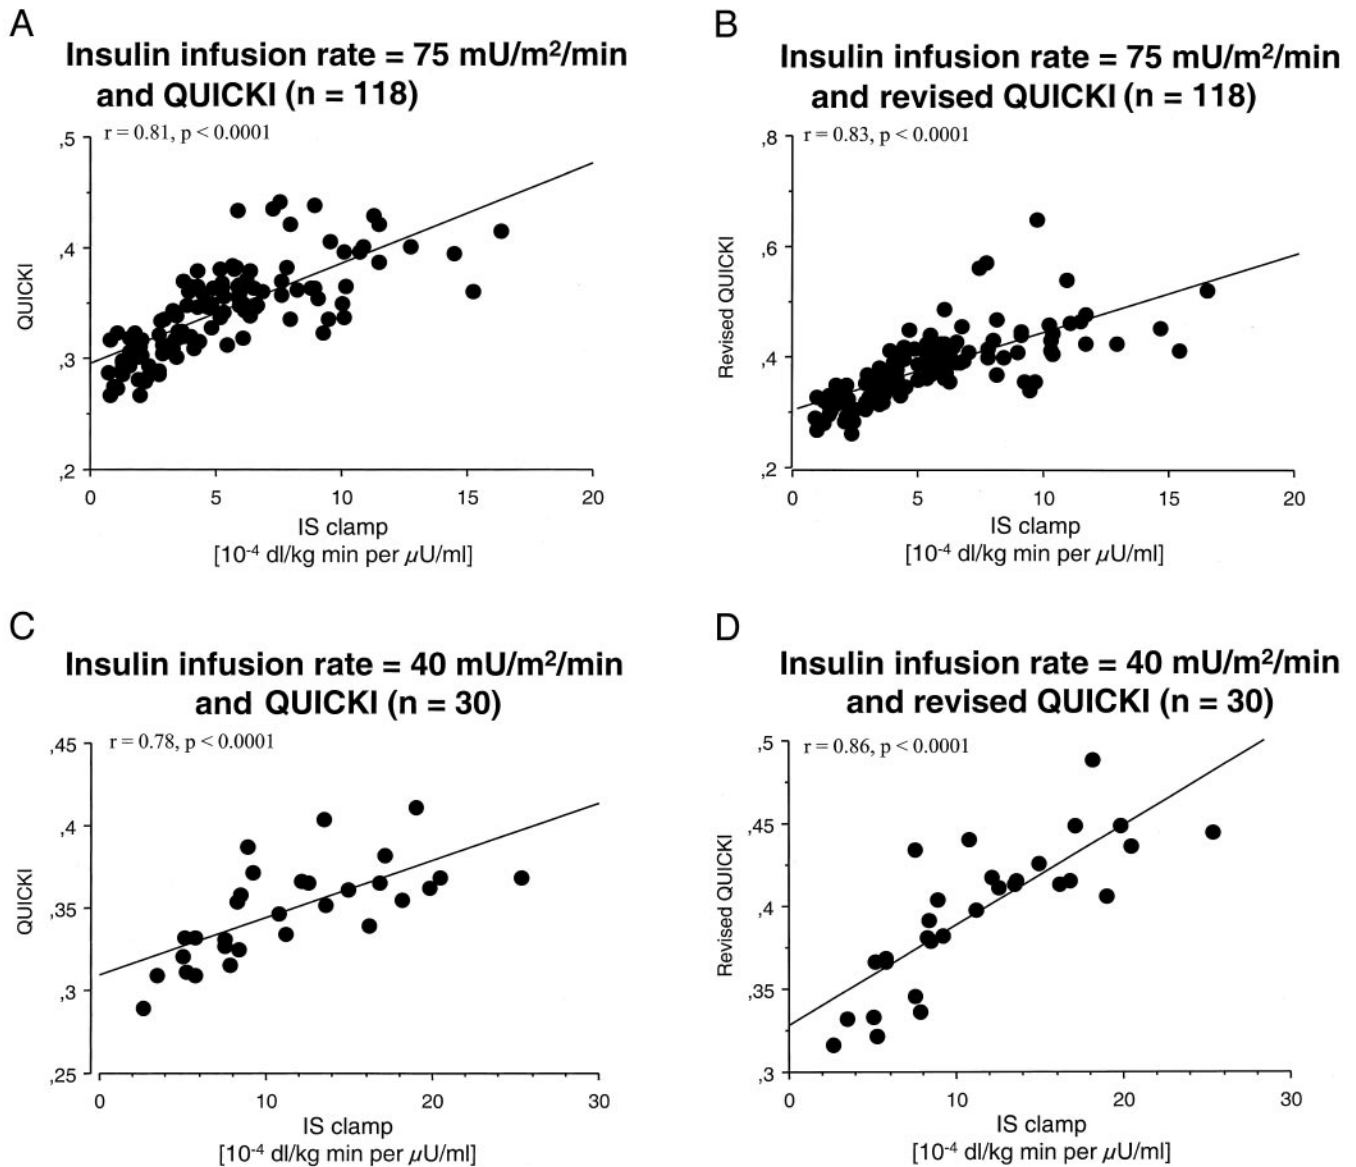 A
Insulin infusion rate = 75 mU/m²/min
and QUICKI (n = 118)
r = 0.81, p < 0.0001
,5
,4
,3
,2
QUICKI
0 5 10 15 20
IS clamp
[10⁻⁴ dl/kg min per μU/ml]
B
Insulin infusion rate = 75 mU/m²/min
and revised QUICKI (n = 118)
r = 0.83, p < 0.0001
,8
,6
,4
,2
Revised QUICKI
0 5 10 15 20
IS clamp
[10⁻⁴ dl/kg min per μU/ml]
C
Insulin infusion rate = 40 mU/m²/min
and QUICKI (n = 30)
r = 0.78, p < 0.0001
,45
,4
,35
,3
,25
QUICKI
0 10 20 30
IS clamp
[10⁻⁴ dl/kg min per μU/ml]
D
Insulin infusion rate = 40 mU/m²/min
and revised QUICKI (n = 30)
r = 0.86, p < 0.0001
,5
,45
,4
,35
,3
Revised QUICKI
0 10 20 30
IS clamp
[10⁻⁴ dl/kg min per μU/ml]